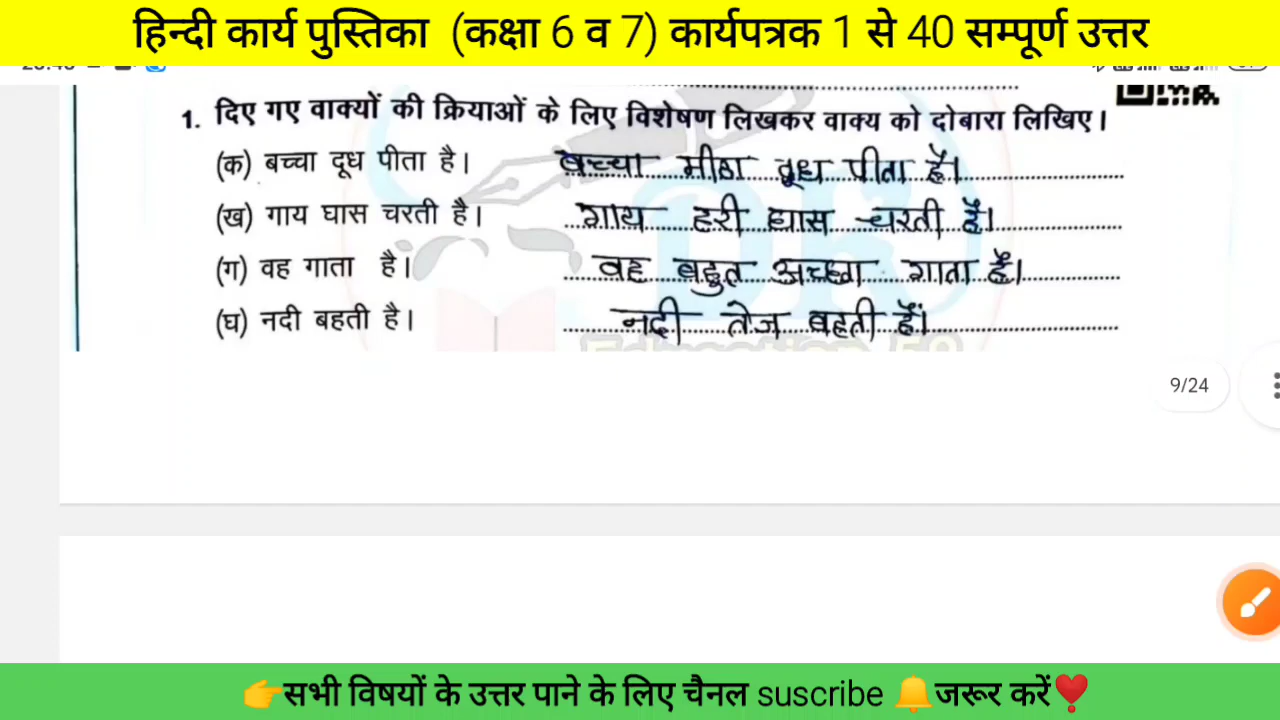 हिन्दी कार्य पुस्तिका (कक्षा 6 व 7) कार्यपत्रक 1 से 40 सम्पूर्ण उत्तर
1. दिए गए वाक्यों की क्रियाओं के लिए विशेषण लिखकर वाक्य को दोबारा लिखिए।
(क) बच्चा दूध पीता है। बच्चा मीठा दूध पीता है।
(ख) गाय घास चरती है। गाय हरी घास चरती है।
(ग) वह गाता है। वह बहुत अच्छा गाता है।
(घ) नदी बहती है। नदी तेज बहती हैं।
9/24
👉सभी विषयों के उत्तर पाने के लिए चैनल suscribe 🔔जरूर करें❣️